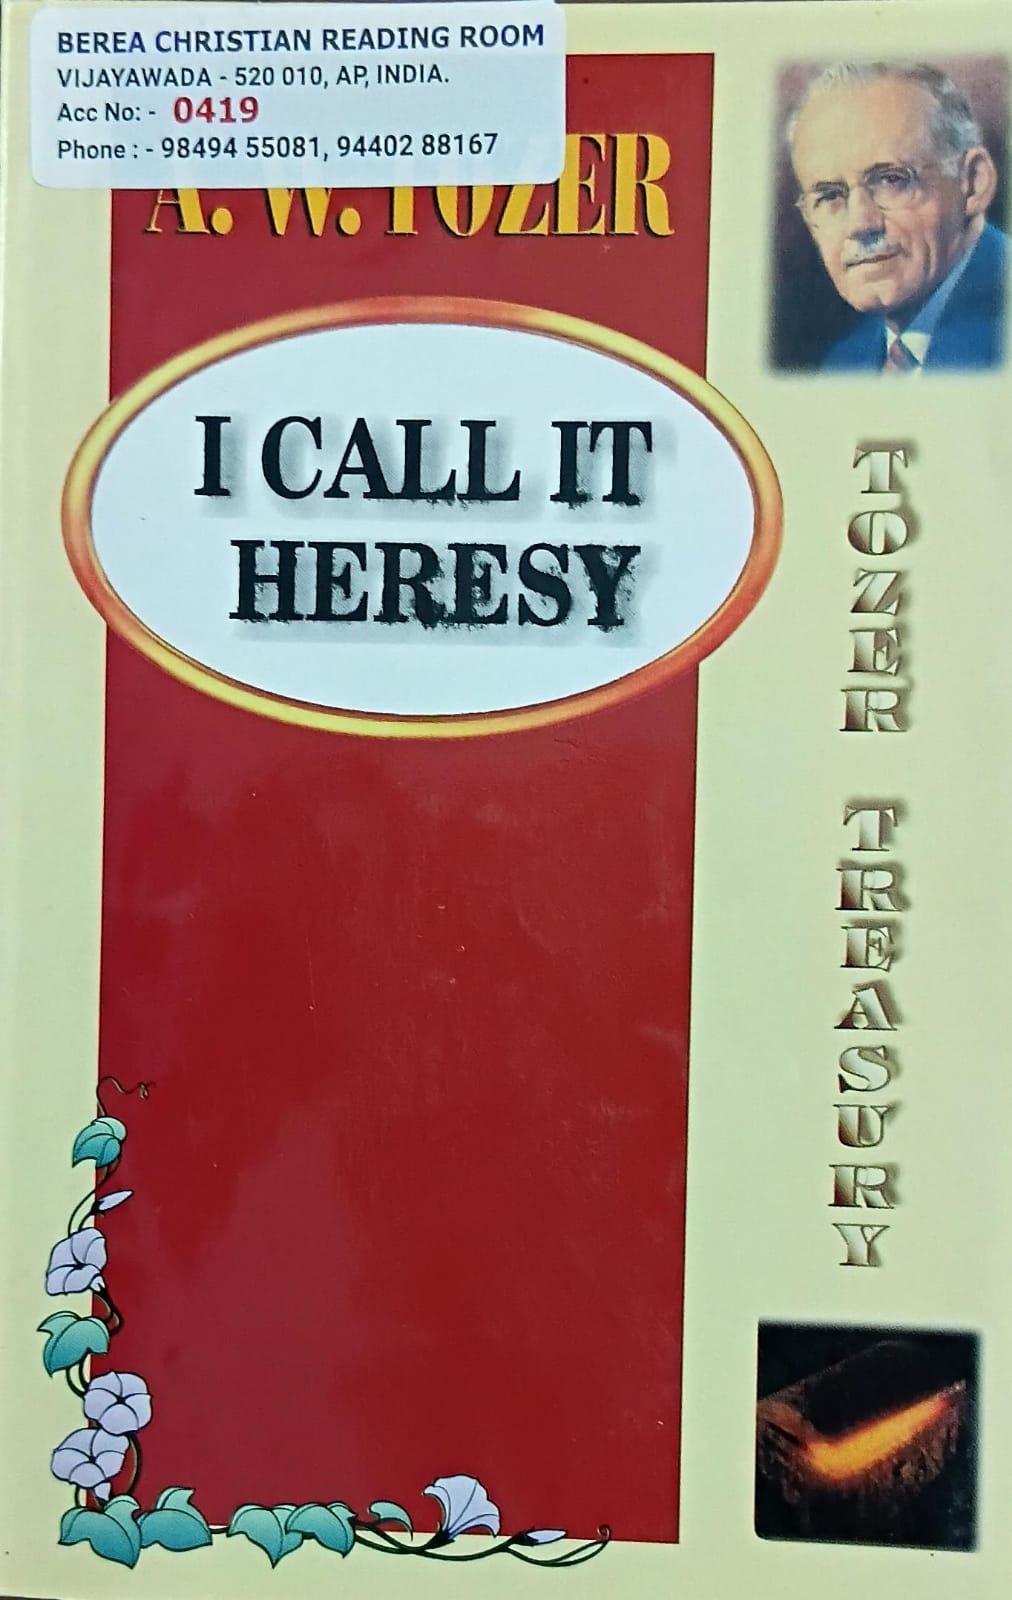 BEREA CHRISTIAN READING ROOM
VIJAYAWADA - 520 010, AP, INDIA.
Acc No: - 0419
Phone : - 98494 55081, 94402 88167
A. W. TOZER
I CALL IT
HERESY
TOZER TREASURY